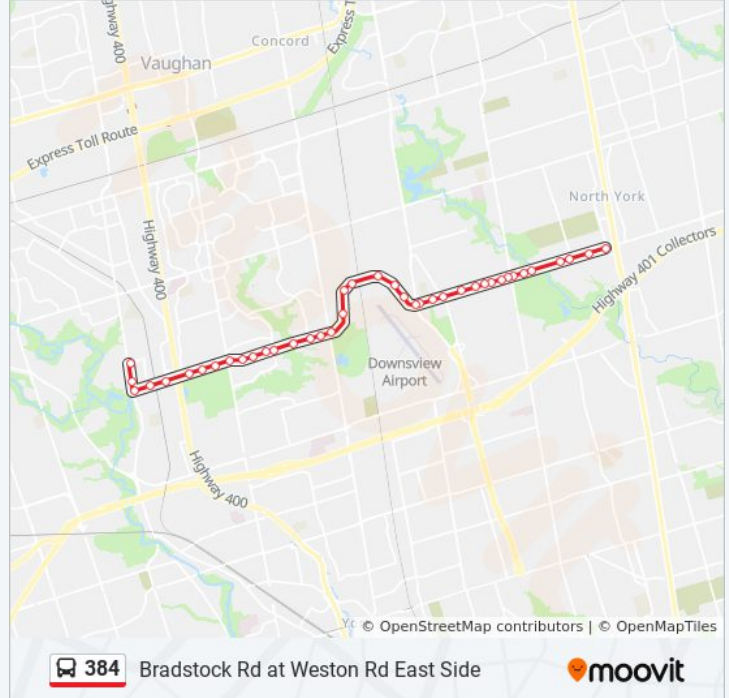 Highway 400
Concord
Express T
Vaughan
Express Toll Route
North York
Highway 400
Highway 401 Collectors
Downsview
Airport
Highway 400
© OpenStreetMap contributors | © OpenMapTiles
384 Bradstock Rd at Weston Rd East Side
moovit